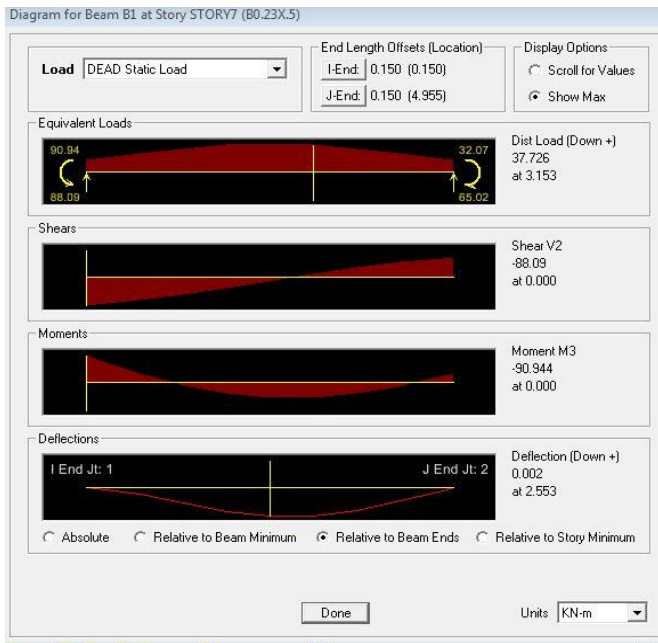 Diagram for Beam B1 at Story STORY7 (B0.23X.5)
Load DEAD Static Load
End Length Offsets (Location)
I-End: 0.150 (0.150)
J-End: 0.150 (4.955)
Display Options
Scroll for Values
Show Max
Equivalent Loads
90.94 32.07
88.09 65.02
Dist Load (Down +)
37.726
at 3.153
Shears
Shear V2
-88.09
at 0.000
Moments
Moment M3
-90.944
at 0.000
Deflections
I End Jt: 1 J End Jt: 2
Deflection (Down +)
0.002
at 2.553
Absolute Relative to Beam Minimum Relative to Beam Ends Relative to Story Minimum
Done Units KN-m